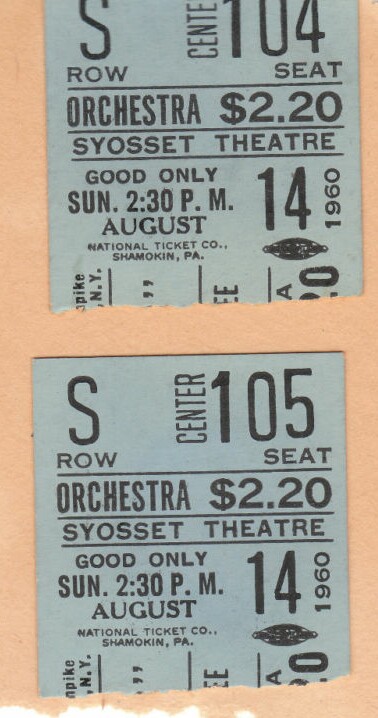 S CENTER 104
ROW SEAT
ORCHESTRA $2.20
SYOSSET THEATRE
GOOD ONLY
SUN. 2:30 P. M.
AUGUST
14 1960
NATIONAL TICKET CO.,
SHAMOKIN, PA.
S CENTER 105
ROW SEAT
ORCHESTRA $2.20
SYOSSET THEATRE
GOOD ONLY
SUN. 2:30 P. M.
AUGUST
14 1960
NATIONAL TICKET CO.,
SHAMOKIN, PA.
npike
N.Y.